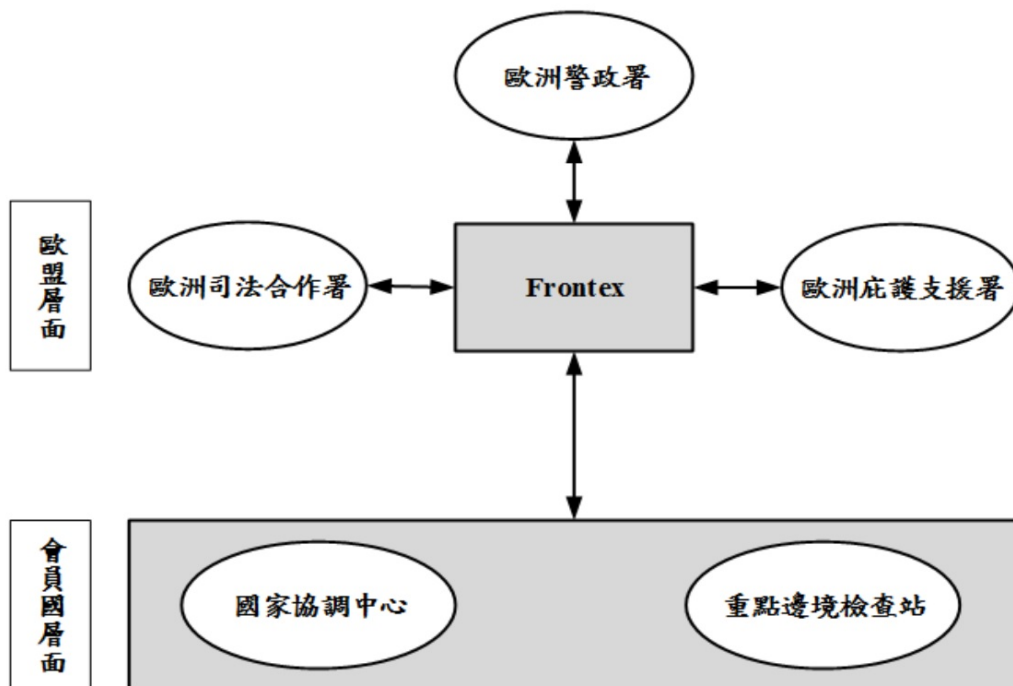 歐洲警政署
歐盟層面
歐洲司法合作署
Frontex
歐洲庇護支援署
會員國層面
國家協調中心
重點邊境檢查站